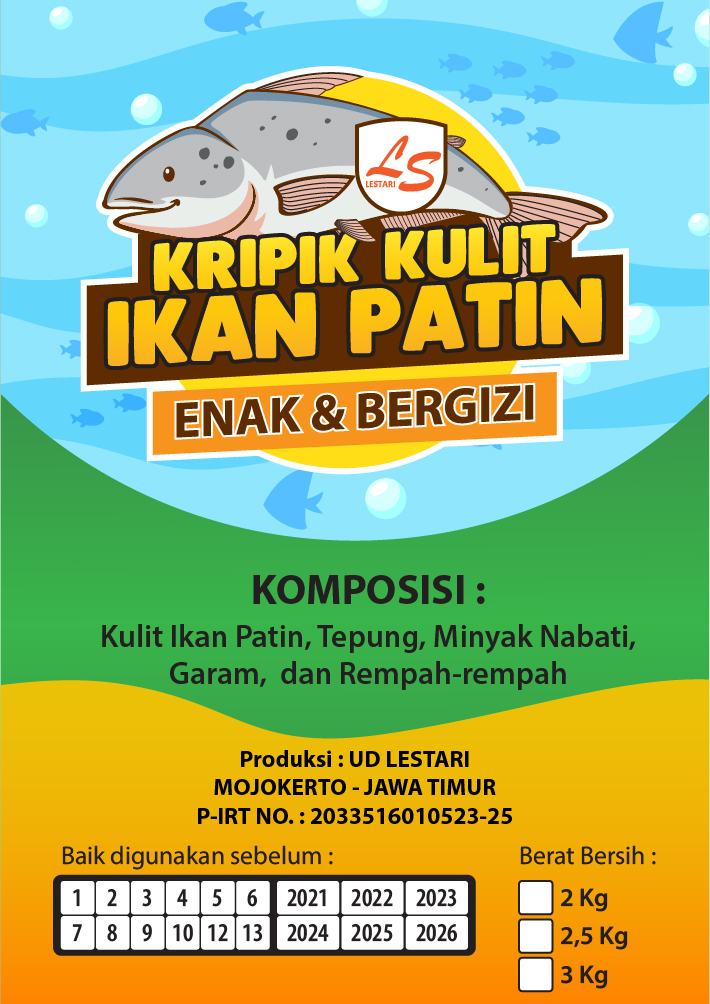 LS
LESTARI
KRIPIK KULIT
IKAN PATIN
ENAK & BERGIZI
KOMPOSISI :
Kulit Ikan Patin, Tepung, Minyak Nabati,
Garam, dan Rempah-rempah
Produksi : UD LESTARI
MOJOKERTO - JAWA TIMUR
P-IRT NO. : 2033516010523-25
Baik digunakan sebelum :
1 2 3 4 5 6 2021 2022 2023
7 8 9 10 12 13 2024 2025 2026
Berat Bersih :
2 Kg
2,5 Kg
3 Kg